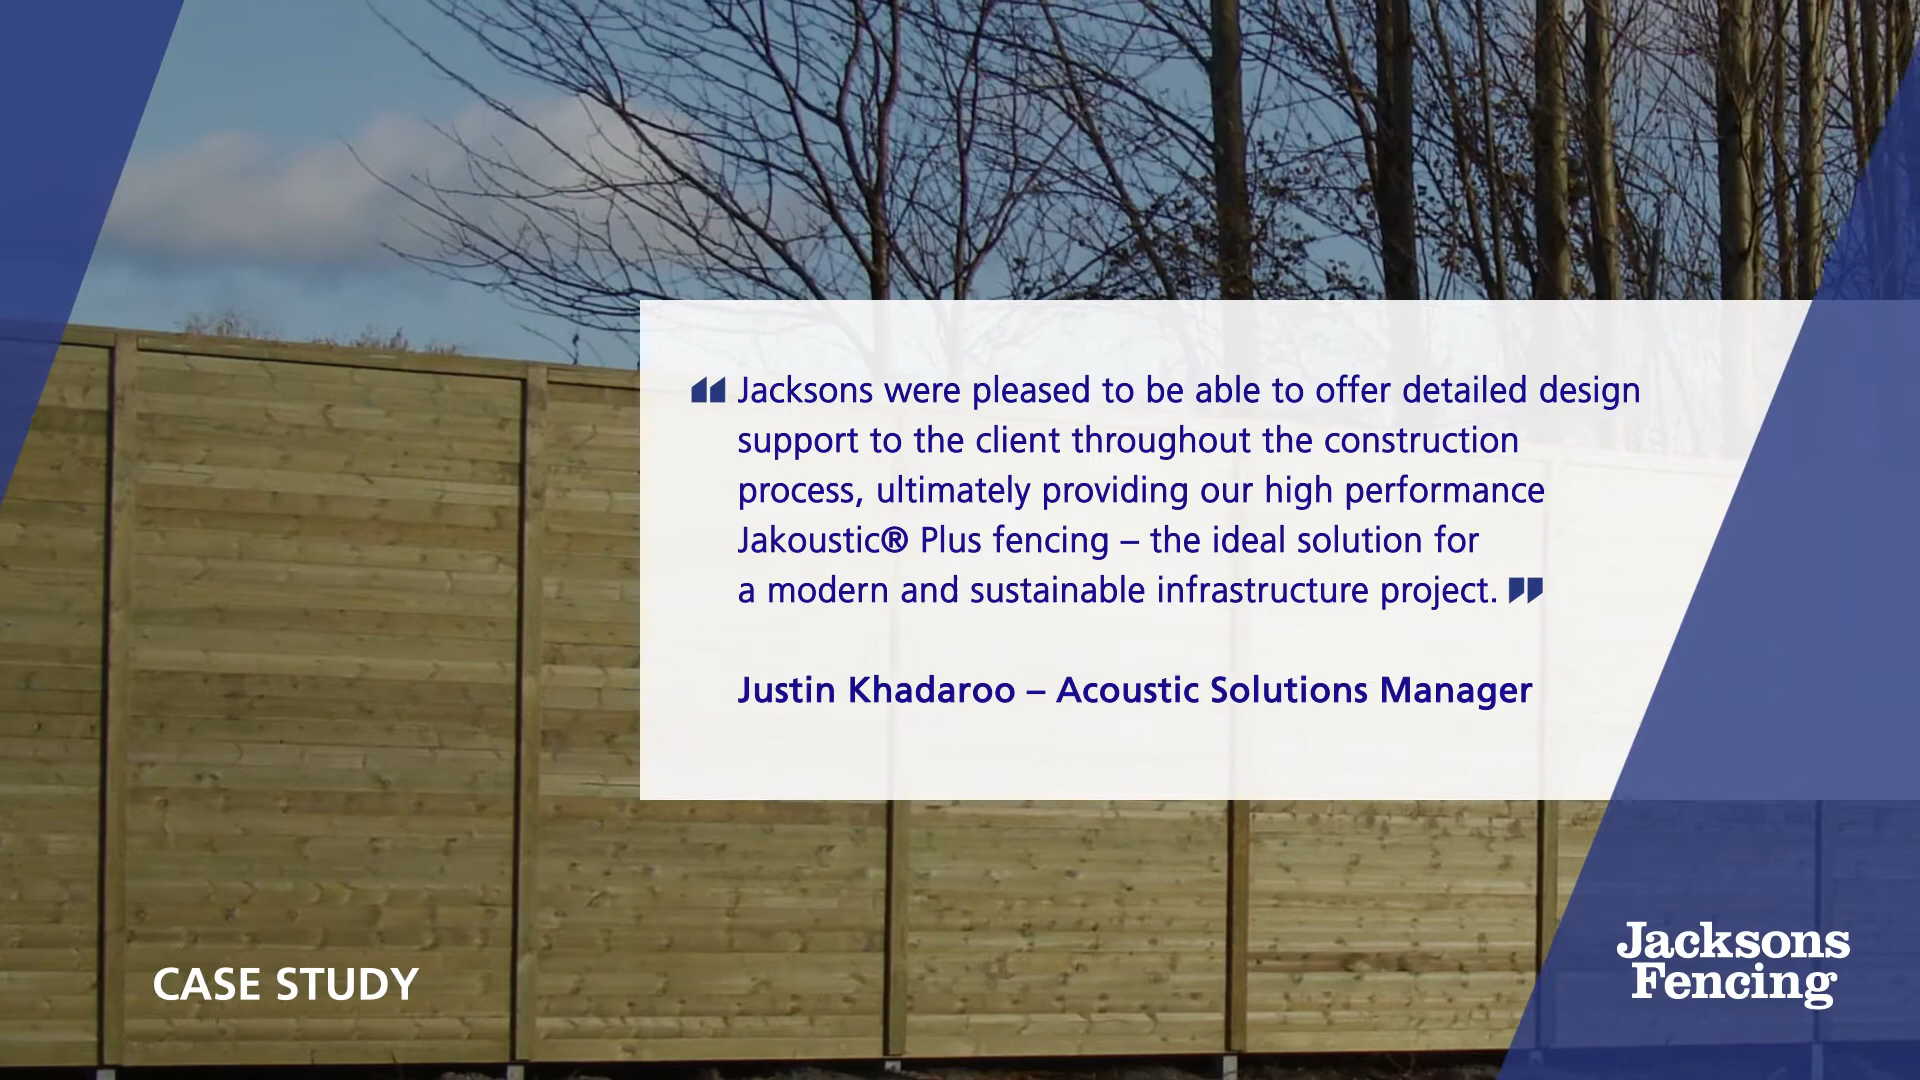 ❝ Jacksons were pleased to be able to offer detailed design
support to the client throughout the construction
process, ultimately providing our high performance
Jakoustic® Plus fencing – the ideal solution for
a modern and sustainable infrastructure project. ❞
Justin Khadaroo – Acoustic Solutions Manager
CASE STUDY
Jacksons
Fencing